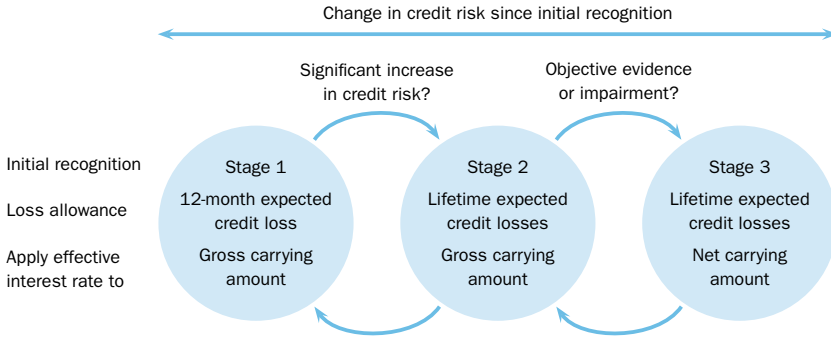 Change in credit risk since initial recognition
Significant increase
in credit risk?
Objective evidence
or impairment?
Initial recognition
Stage 1
Stage 2
Stage 3
Loss allowance
12-month expected
credit loss
Lifetime expected
credit losses
Lifetime expected
credit losses
Apply effective
interest rate to
Gross carrying
amount
Gross carrying
amount
Net carrying
amount